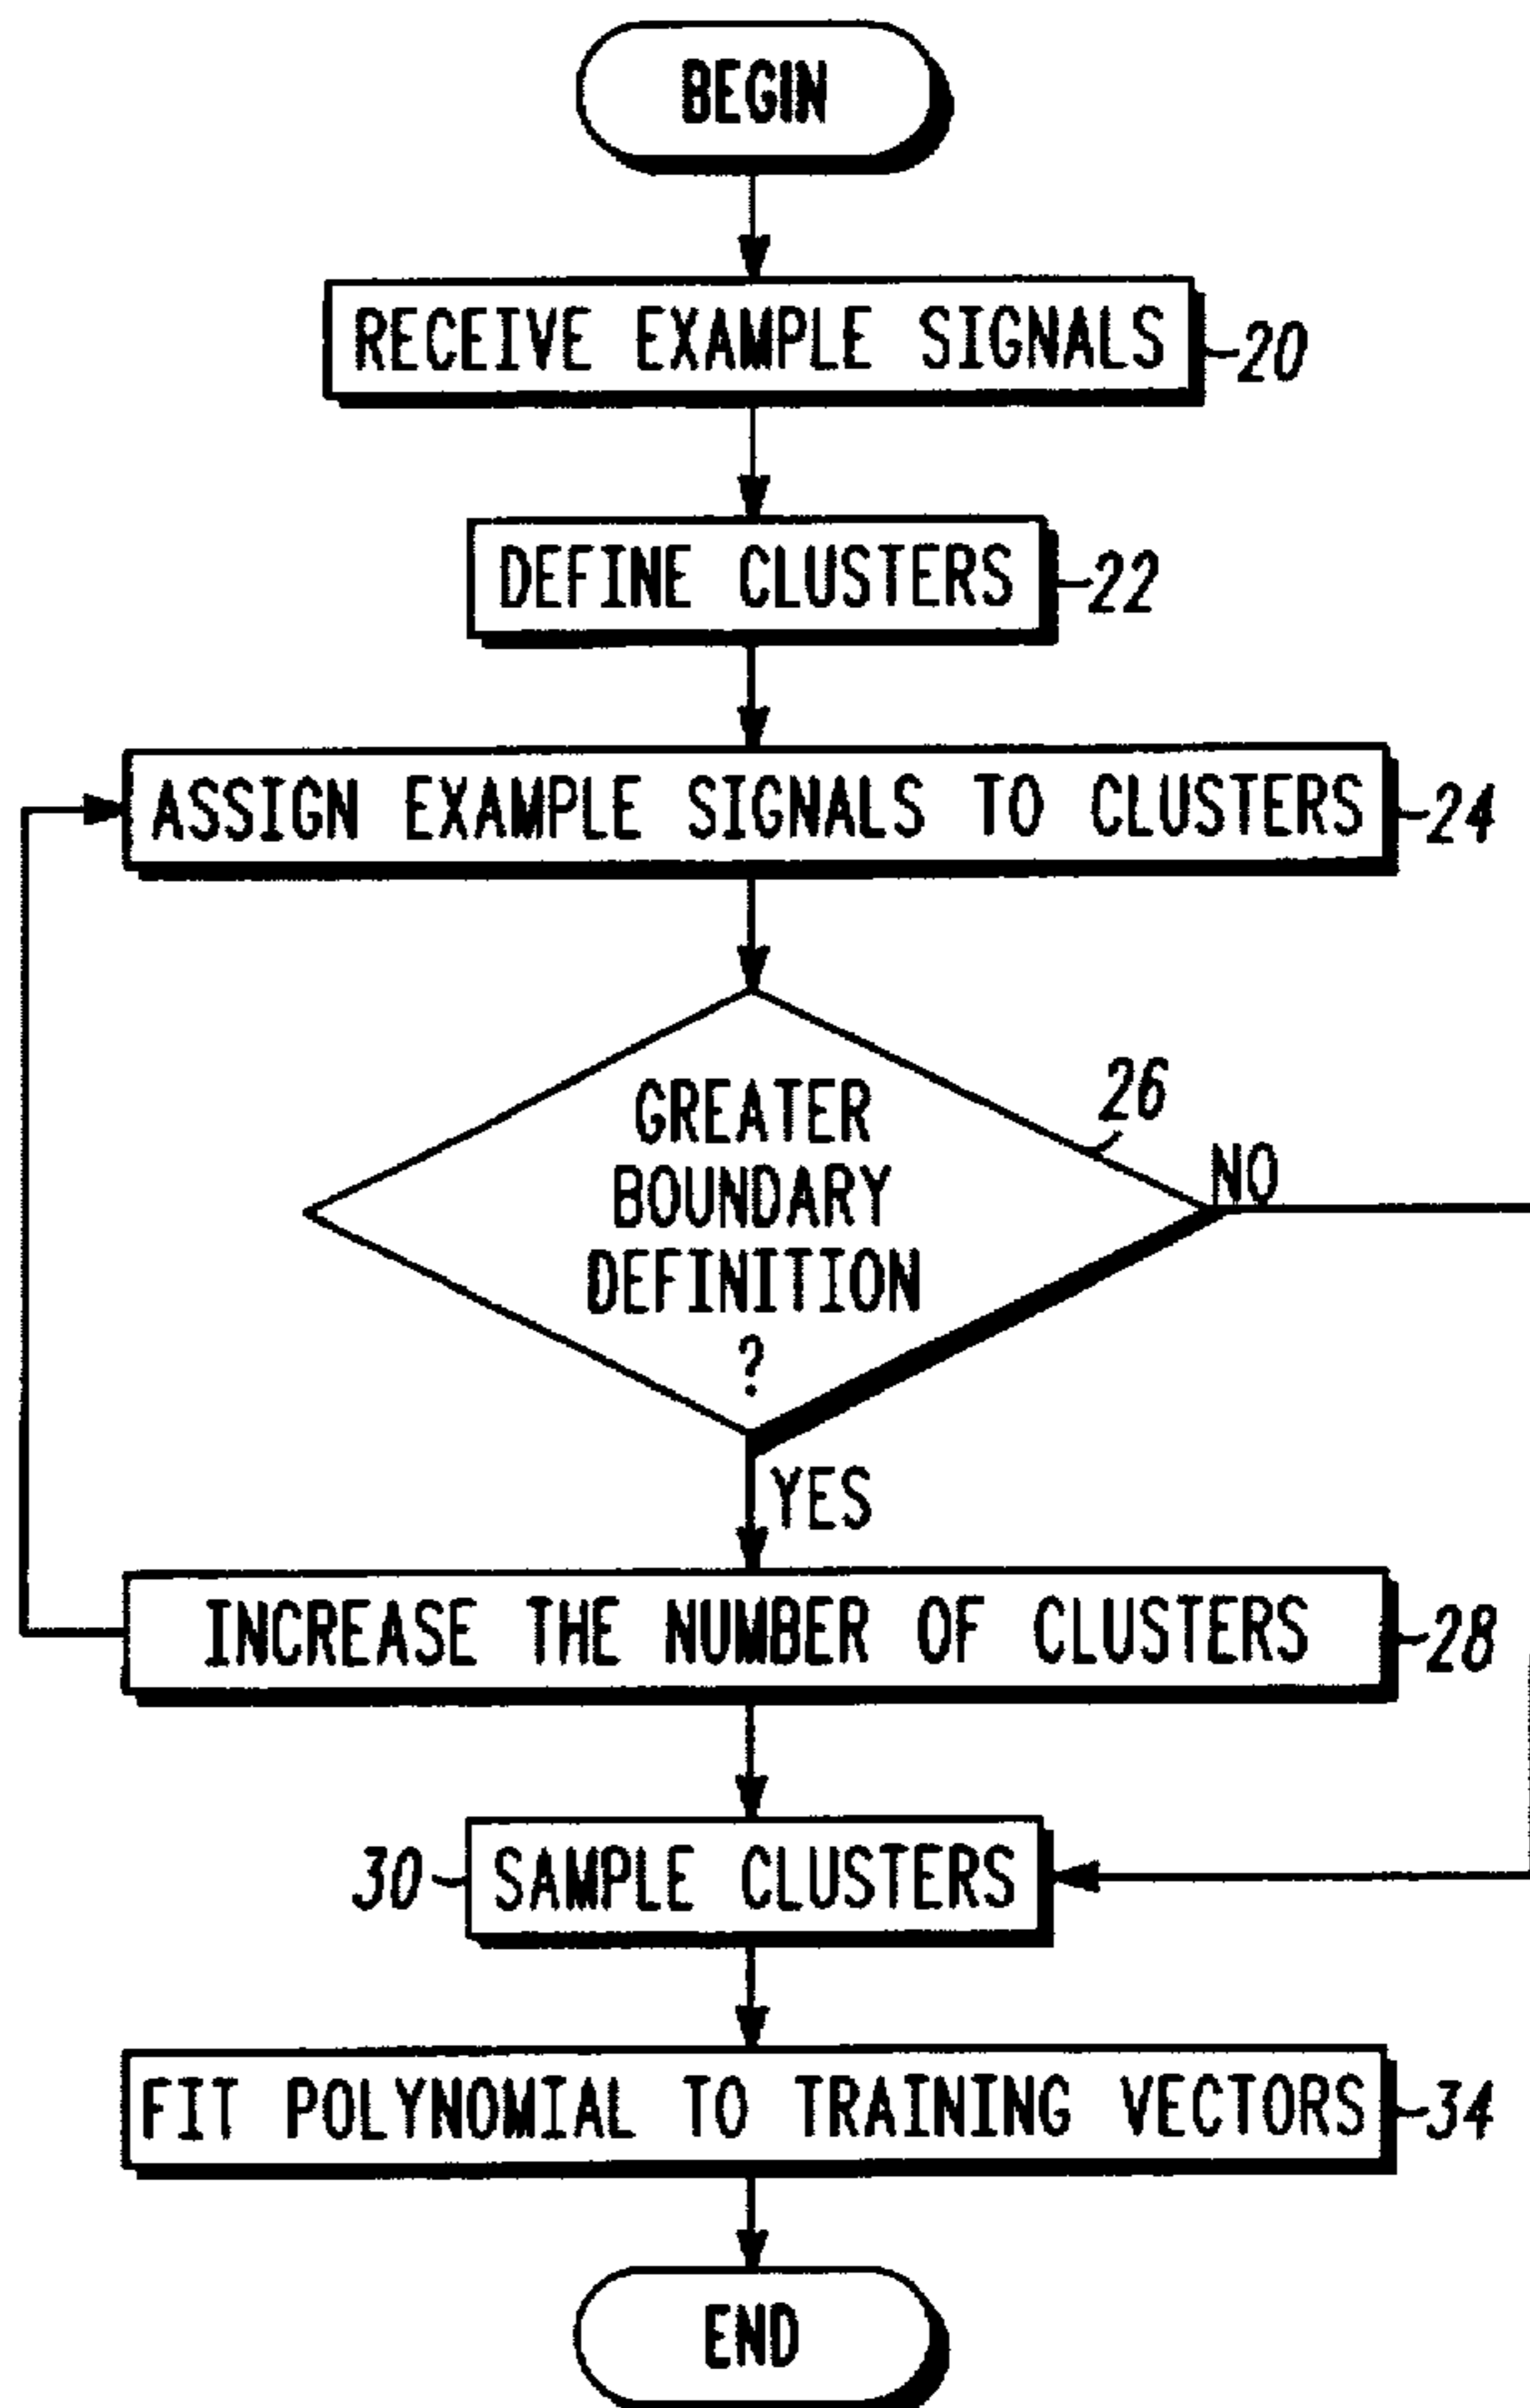 BEGIN
RECEIVE EXAMPLE SIGNALS
20
DEFINE CLUSTERS
22
ASSIGN EXAMPLE SIGNALS TO CLUSTERS
24
GREATER
BOUNDARY
DEFINITION
?
26
NO
YES
INCREASE THE NUMBER OF CLUSTERS
28
30
SAMPLE CLUSTERS
FIT POLYNOMIAL TO TRAINING VECTORS
34
END